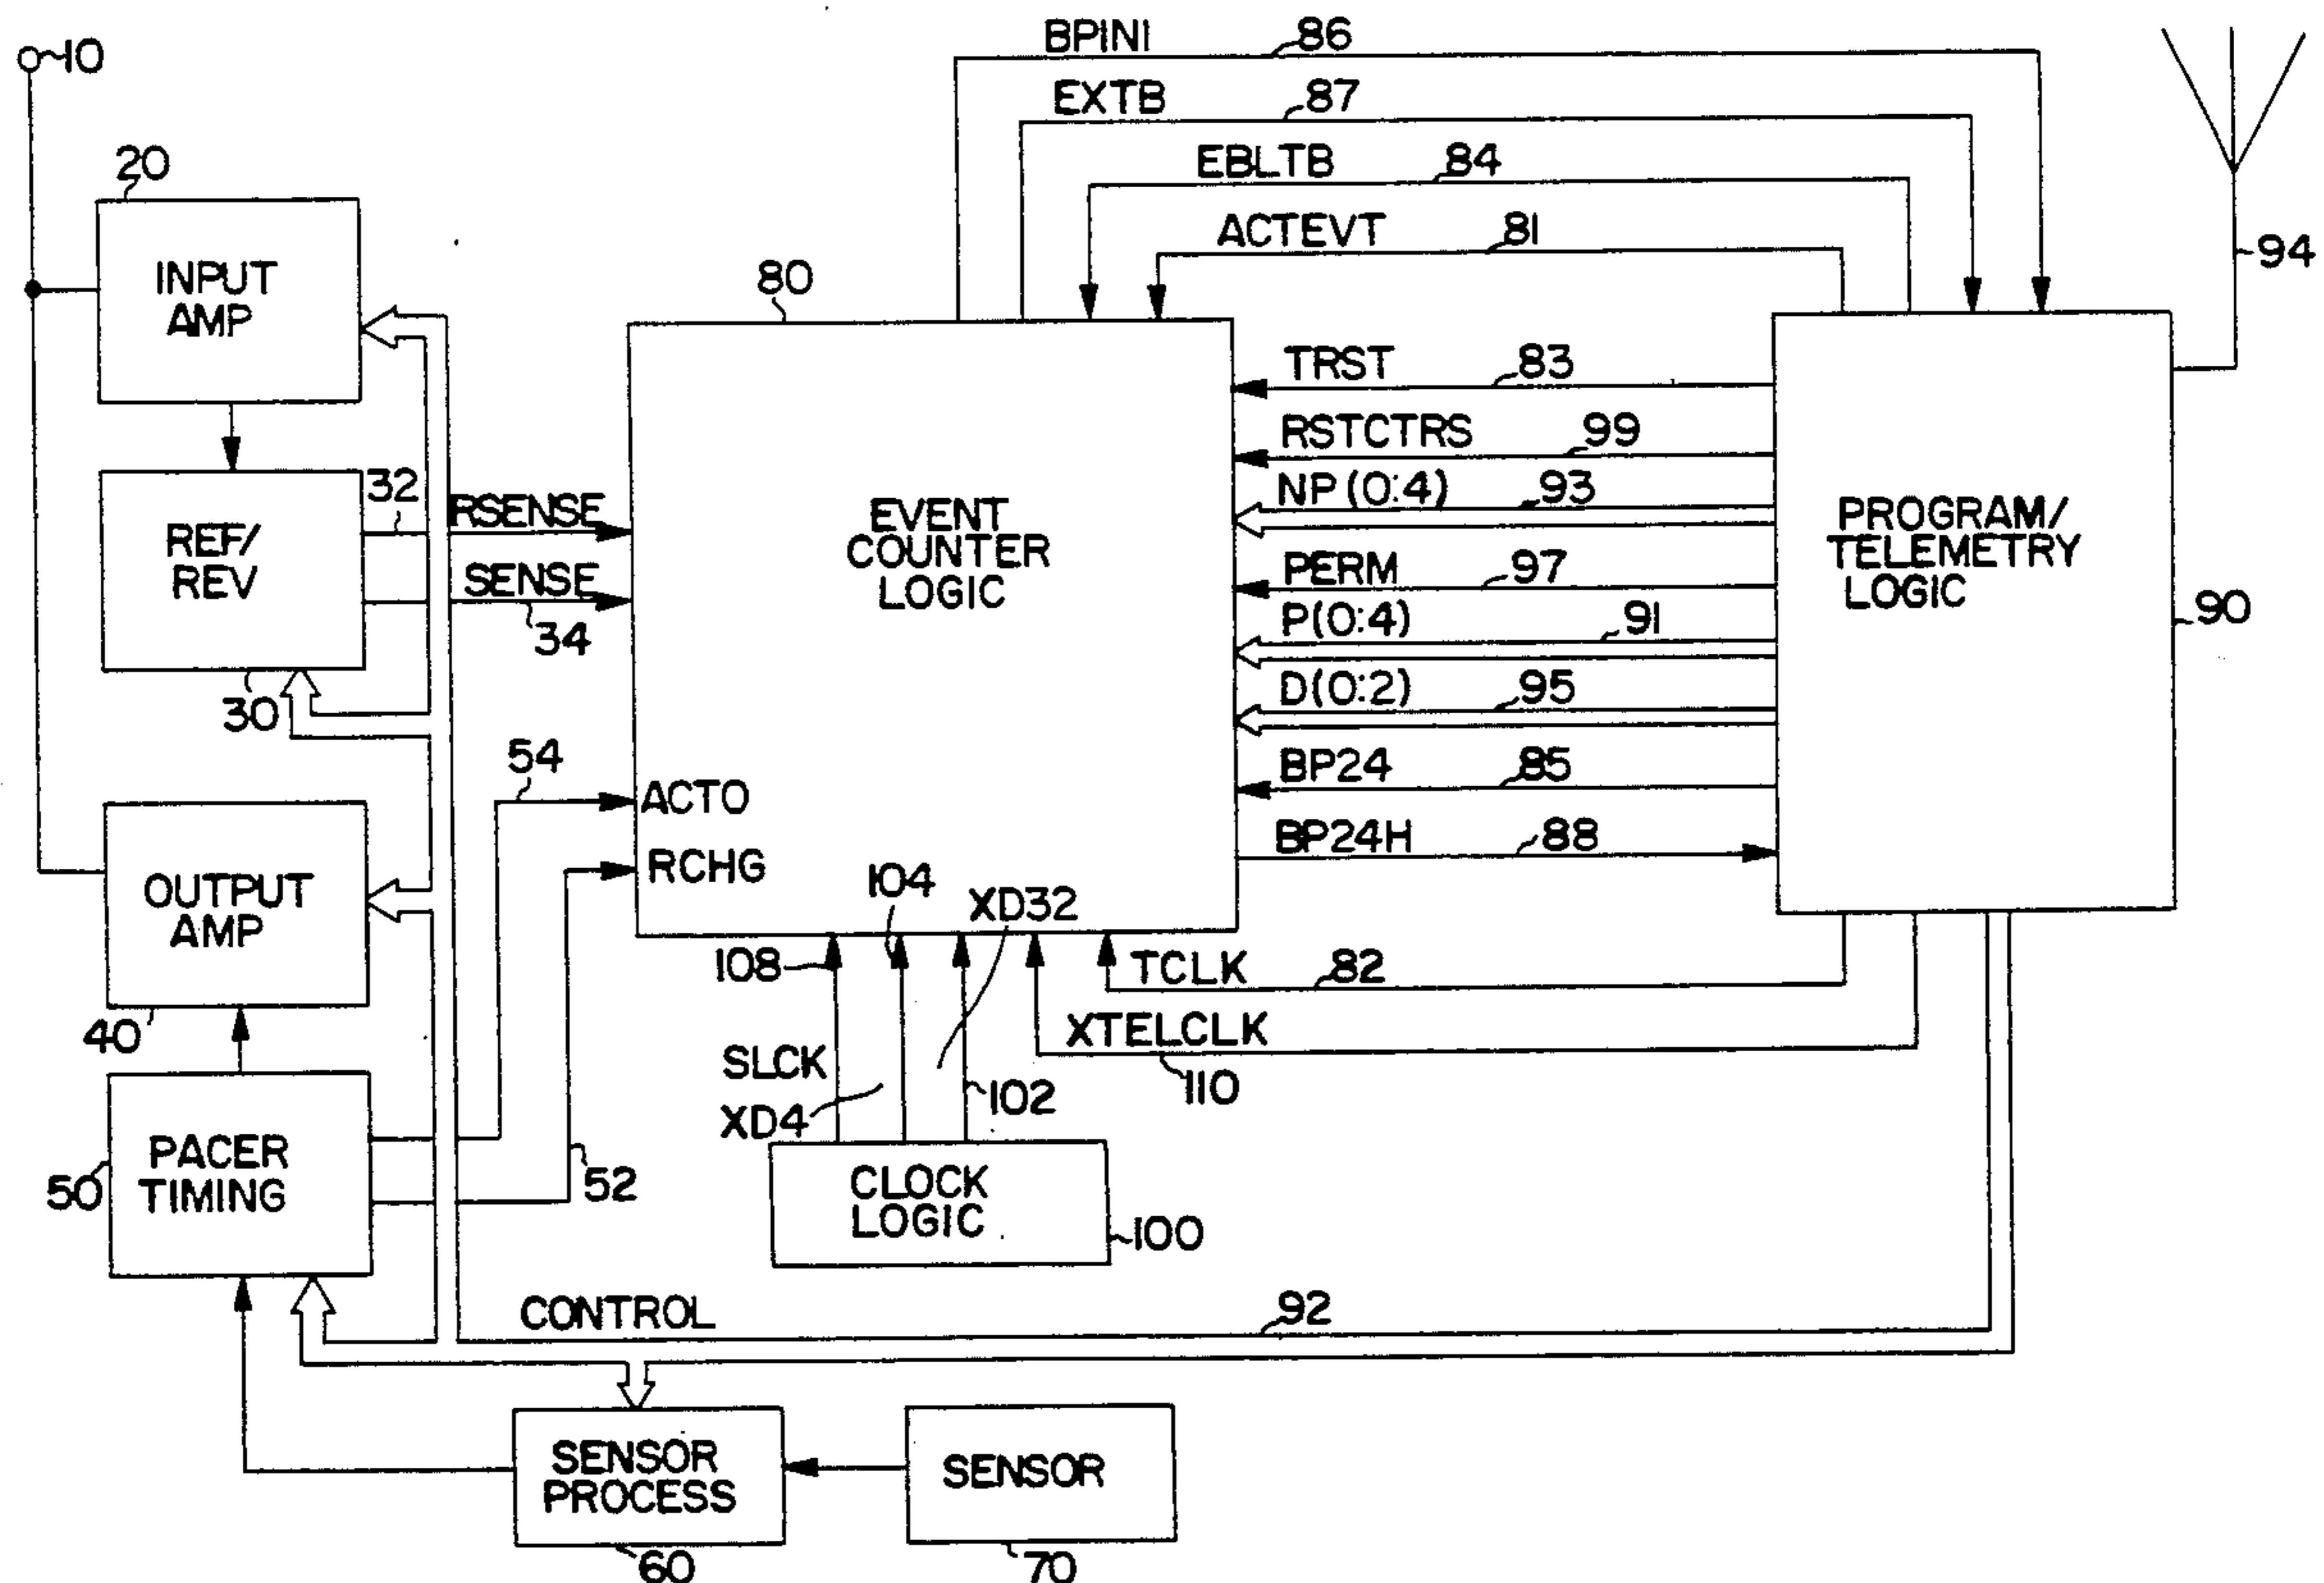 BPINI 86
10
EXTB 87
20
EBLTB 84
ACTEVT 81
94
INPUT
AMP
80
TRST 83
RSTCTRS 99
NP (0:4) 93
32
RSENSE
REF/
REV
EVENT
COUNTER
LOGIC
PROGRAM/
TELEMETRY
LOGIC
PERM 97
SENSE
34
P(0:4) 91
90
30
D(0:2) 95
54
BP24 85
ACTO
BP24H 88
RCHG
OUTPUT
AMP
104
XD32
108
TCLK 82
40
XTELCLK
110
SLCK
XD4
102
PACER
TIMING
50
52
CLOCK
LOGIC
100
CONTROL 92
SENSOR
PROCESS
SENSOR
60
70